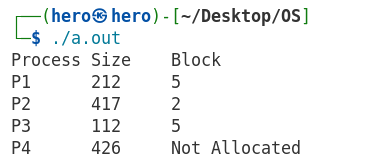 ┌──(hero㉿hero)-[~/Desktop/OS]
└─$ ./a.out
Process Size    Block
P1      212     5
P2      417     2
P3      112     5
P4      426     Not Allocated